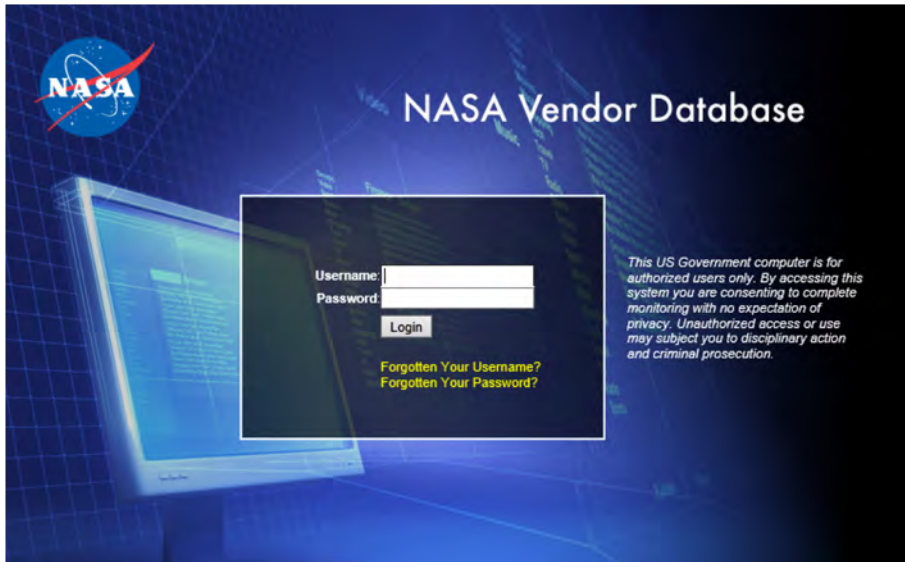 NASA
NASA Vendor Database
Username:
Password:
Login
Forgotten Your Username?
Forgotten Your Password?
This US Government computer is for
authorized users only. By accessing this
system you are consenting to complete
monitoring with no expectation of
privacy. Unauthorized access or use
may subject you to disciplinary action
and criminal prosecution.